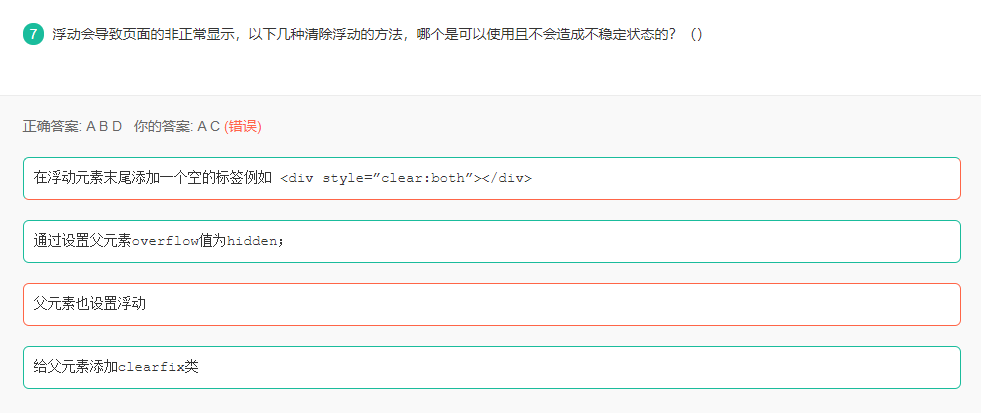 7 浮动会导致页面的非正常显示，以下几种清除浮动的方法，哪个是可以使用且不会造成不稳定状态的？（）
正确答案: A B D 你的答案: A C (错误)
在浮动元素末尾添加一个空的标签例如 <div style=”clear:both”></div>
通过设置父元素overflow值为hidden；
父元素也设置浮动
给父元素添加clearfix类